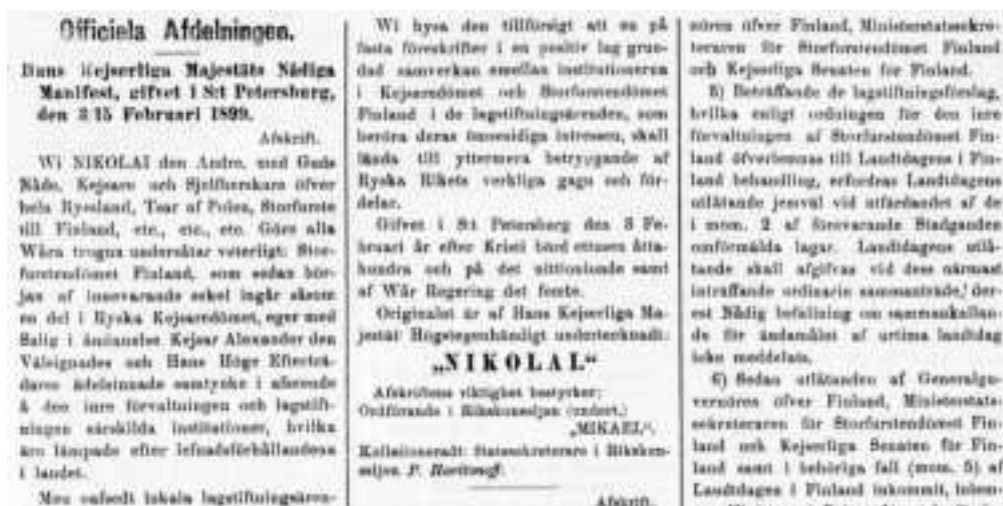 Officiela Afdelningen.
Hans Kejserliga Majestäts Nådiga
Manifest, gifvet i S:t Petersburg,
den 3/15 Februari 1899.
Afskrift.
Wi NIKOLAI den Andre, med Guds
Nåde, Kejsare och Sjelfherskare öfver
hela Ryssland, Tsar af Polen, Storfurste
till Finland, etc., etc., etc. Göre alla
Wåra trogna undersåtar veterligt: Stor-
furstendömet Finland, som sedan bör-
jan af innevarande sekel ingår såsom
en del i Ryska Kejsaredömet, eger med
Salig i åminnelse Kejsar Alexander den
Välsignades och Hans Höge Efterträ-
dares ädelsinnade samtycke i afseende
å den inre förvaltningen och lagstift-
ningen särskilda institutioner, hvilka
äro lämpade efter lefnadsförhållandena
i landet.
Men oafsedt lokala lagstiftningsären-
Wi hysa den tillförsigt att en på
fasta föreskrifter i en positiv lag grun-
dad samverkan emellan institutionerna
i Kejsaredömet och Storfurstendömet
Finland i de lagstiftningsärenden, som
beröra deras ömsesidiga intressen, skall
lända till yttermera betryggande af
Ryska Rikets verkliga gagn och för-
delar.
Gifvet i S:t Petersburg den 3 Fe-
bruari år efter Kristi börd ettusen åtta-
hundra och på det nittionionde samt
af Wår Regering det femte.
Originalet är af Hans Kejserliga Ma-
jestät Högstegenhändigt undertecknadt:
„NIKOLAI.“
Afskriftens riktighet bestyrker:
Ordförande i Rikskonseljen (undert.)
„MIKAEL“.
Kollationeradt: Statssekreterare i Rikskon-
seljen P.
Afskrift.
nören öfver Finland, Ministerstatssekre-
teraren för Storfurstendömet Finland
och Kejserliga Senaten för Finland.
5) Beträffande de lagstiftningsförslag,
hvilka enligt ordningen för den inre
förvaltningen af Storfurstendömet Fin-
land öfverlemnas till Landtdagens i Fin-
land behandling, erfordras Landtdagens
utlåtande jemväl vid utfärdandet af de
i mom. 2 af förevarande Stadganden
omförmälda lagar. Landtdagens utlå-
tande skall afgifvas vid dess närmast
inträffande ordinarie sammanträde, der-
est Nådig befallning om sammankallan-
de för ändamålet af urtima landtdag
icke meddelats.
6) Sedan utlåtanden af Generalgu-
vernören öfver Finland, Ministerstats-
sekreteraren för Storfurstendömet Fin-
land och Kejserliga Senaten för Fin-
land samt i behöriga fall (mom. 5) af
Landtdagen i Finland inkommit,